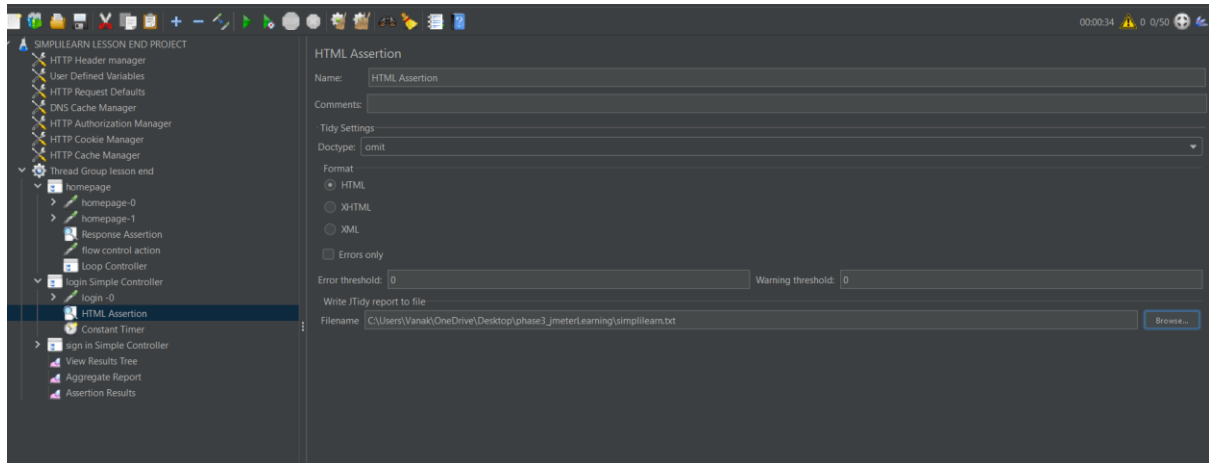 00:00:34 0 0/50
SIMPLILEARN LESSON END PROJECT
HTTP Header manager
User Defined Variables
HTTP Request Defaults
DNS Cache Manager
HTTP Authorization Manager
HTTP Cookie Manager
HTTP Cache Manager
Thread Group lesson end
homepage
homepage-0
homepage-1
Response Assertion
flow control action
Loop Controller
login Simple Controller
login -0
HTML Assertion
Constant Timer
sign in Simple Controller
View Results Tree
Aggregate Report
Assertion Results
HTML Assertion
Name: HTML Assertion
Comments:
Tidy Settings
Doctype: omit
Format
HTML
XHTML
XML
Errors only
Error threshold: 0 Warning threshold: 0
Write JTidy report to file
Filename C:\Users\Vanak\OneDrive\Desktop\phase3_jmeterLearning\simplilearn.txt Browse...